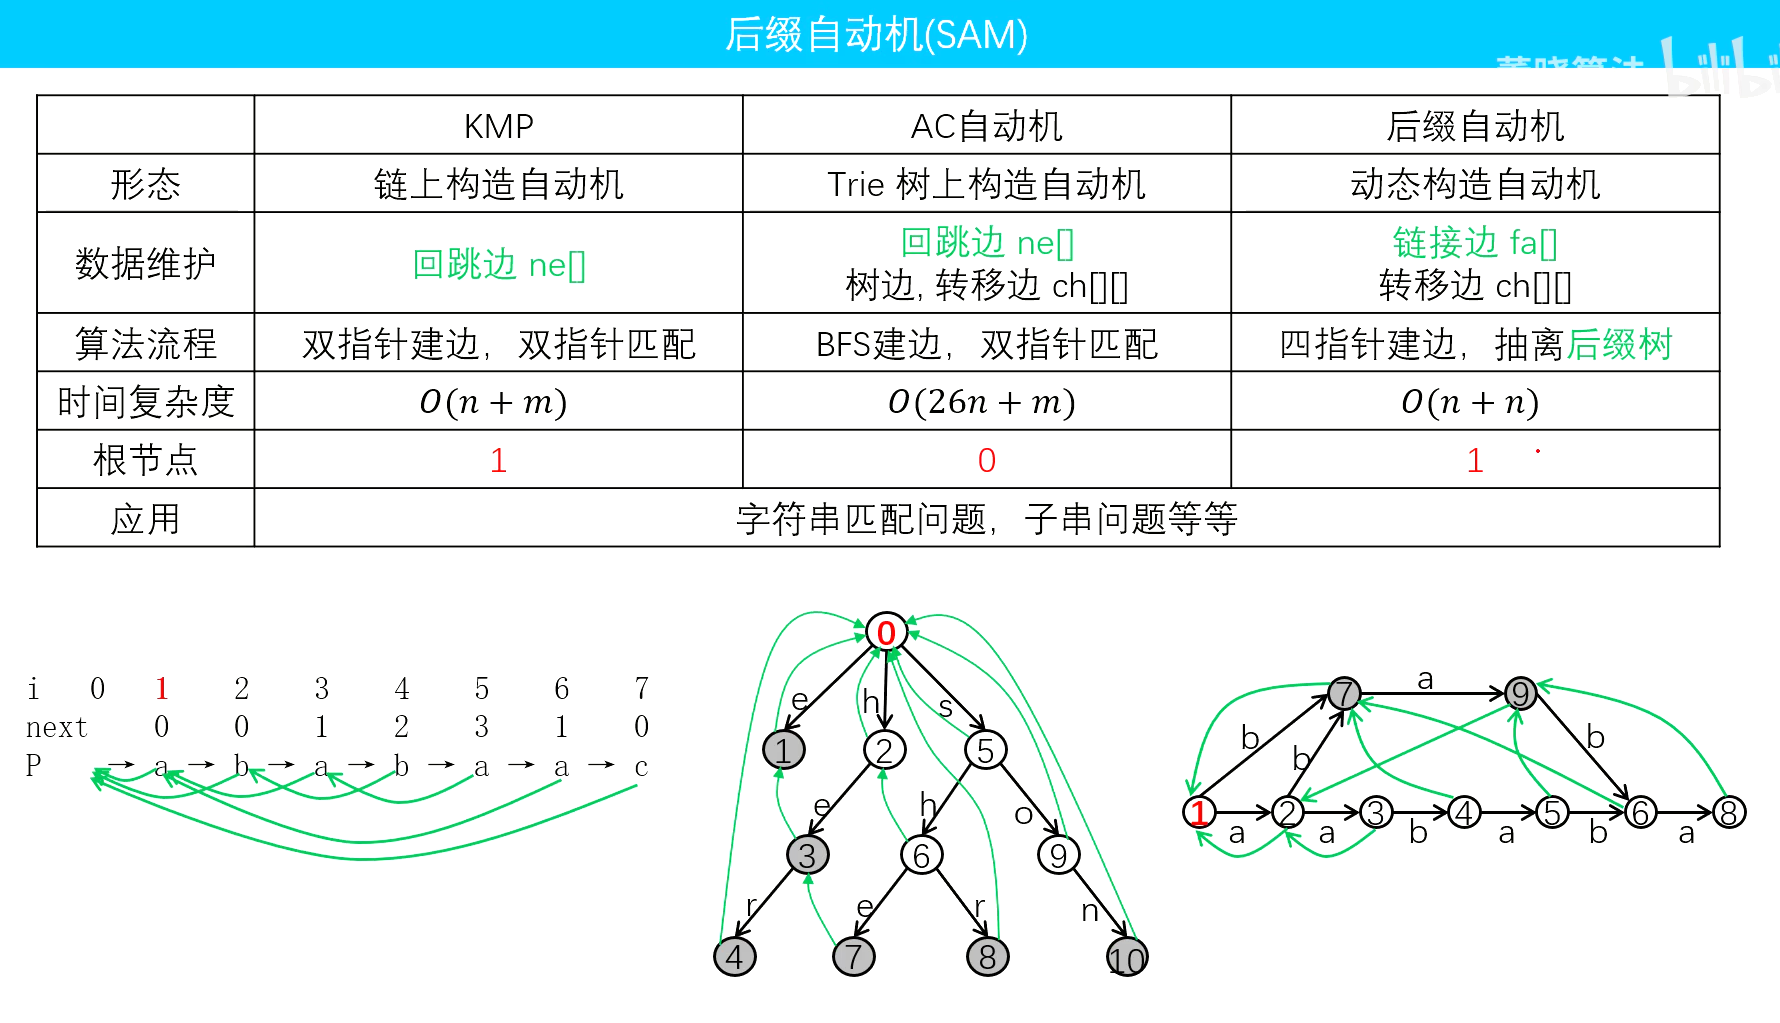 后缀自动机(SAM)
董晓算法 bilibi
KMP AC自动机 后缀自动机
形态 链上构造自动机 Trie 树上构造自动机 动态构造自动机
数据维护 回跳边 ne[] 回跳边 ne[] 链接边 fa[]
树边, 转移边 ch[][] 转移边 ch[][]
算法流程 双指针建边，双指针匹配 BFS建边，双指针匹配 四指针建边，抽离后缀树
时间复杂度 O(n + m) O(26n + m) O(n + n)
根节点 1 0 1
应用 字符串匹配问题，子串问题等等
i 0 1 2 3 4 5 6 7
next 0 0 1 2 3 1 0
P a b a b a a c
0
e h s
1 2 5
e h o
3 6 9
r e r n
4 7 8 10
7 a 9
b b b
1 2 3 4 5 6 8
a a b a b a